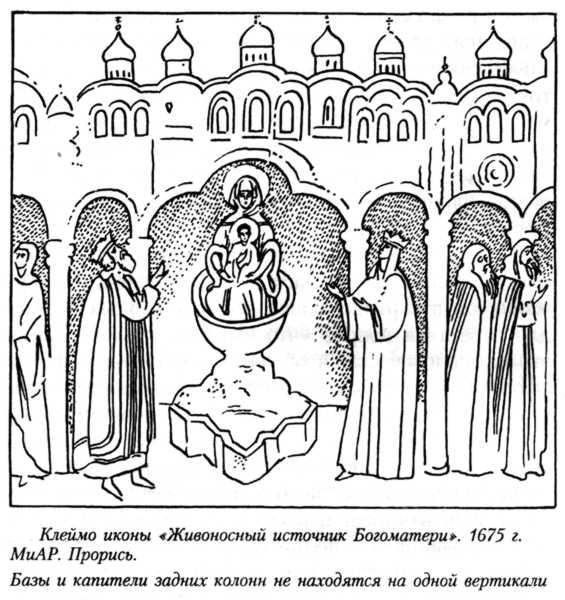 Клеймо иконы «Живоносный источник Богоматери». 1675 г.
МиАР. Прорись.
Базы и капители задних колонн не находятся на одной вертикали